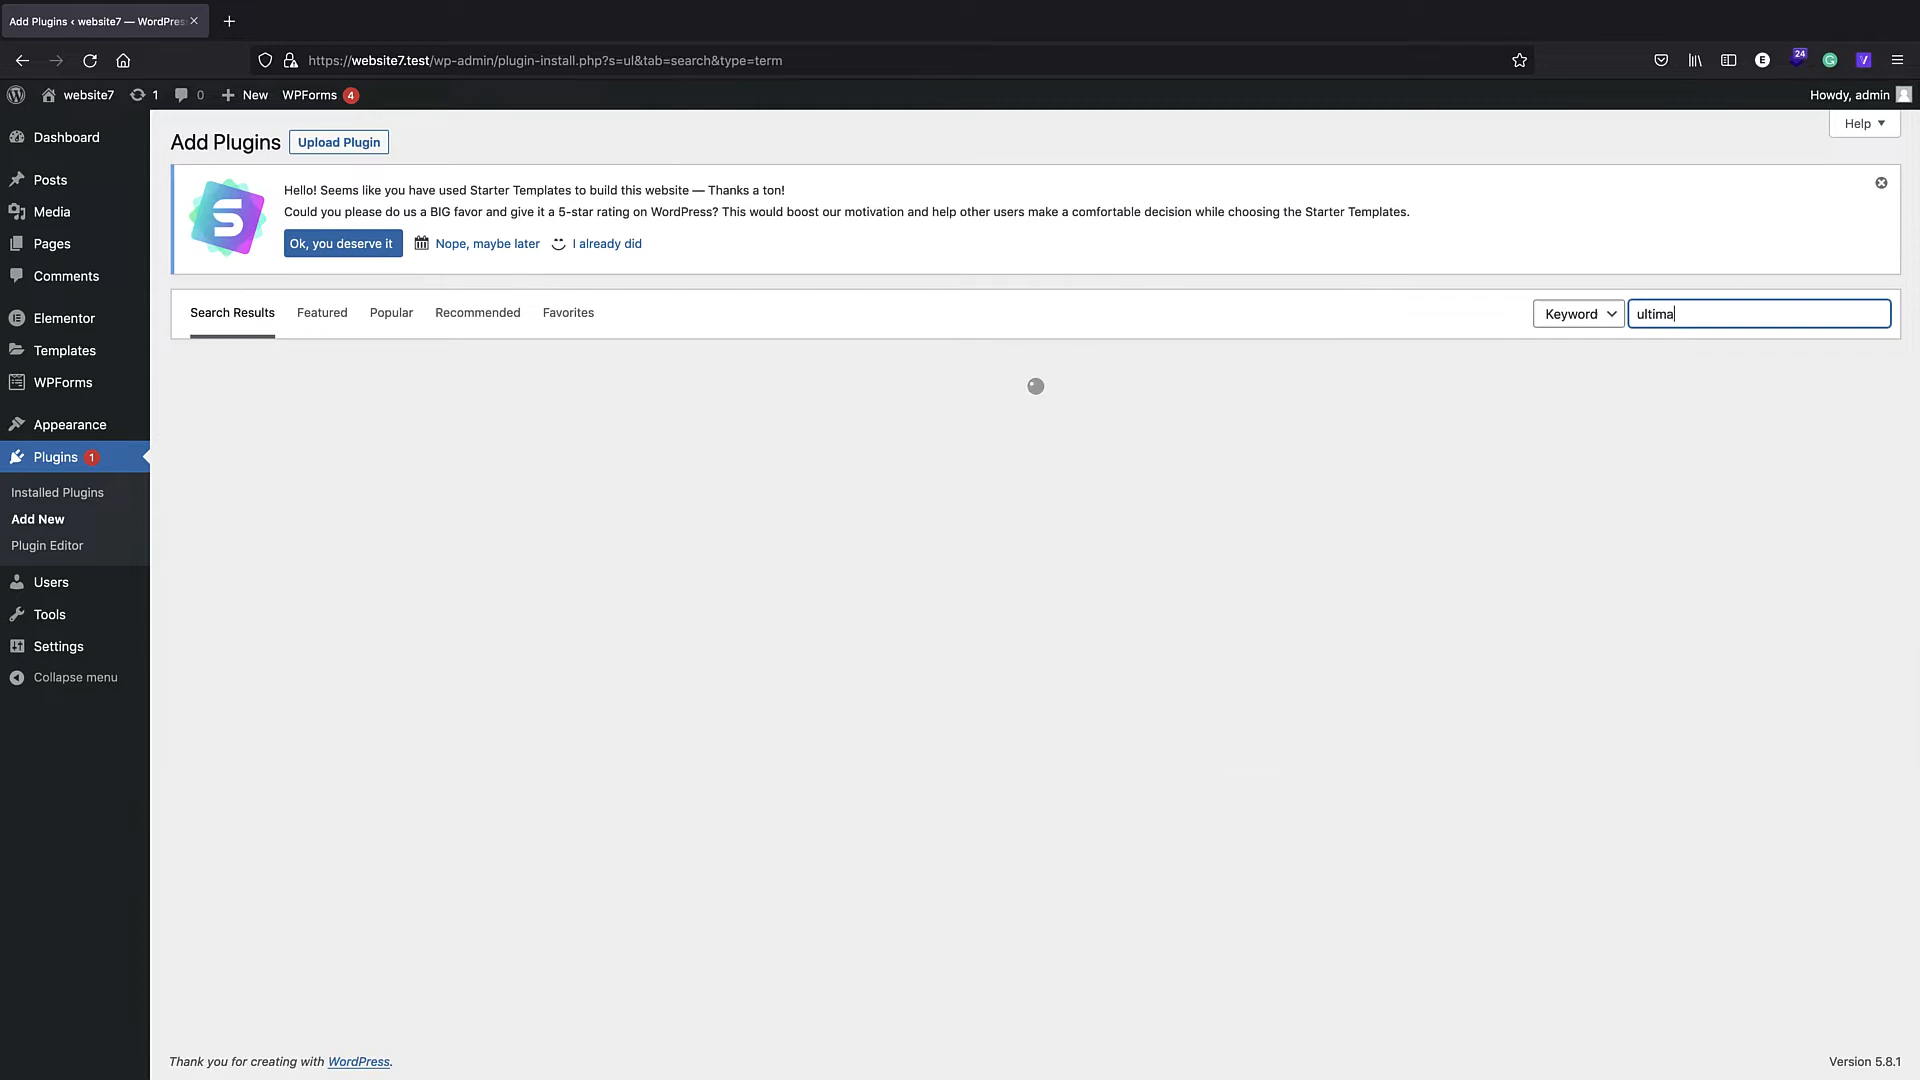 Add Plugins ‹ website7 — WordPres
https://website7.test/wp-admin/plugin-install.php?s=ul&tab=search&type=term
24
website7 1 0 New WPForms 4 Howdy, admin
Help
Dashboard
Posts
Media
Pages
Comments
Elementor
Templates
WPForms
Appearance
Plugins 1
Installed Plugins
Add New
Plugin Editor
Users
Tools
Settings
Collapse menu
Add Plugins Upload Plugin
Hello! Seems like you have used Starter Templates to build this website — Thanks a ton!
Could you please do us a BIG favor and give it a 5-star rating on WordPress? This would boost our motivation and help other users make a comfortable decision while choosing the Starter Templates.
Ok, you deserve it Nope, maybe later I already did
Search Results Featured Popular Recommended Favorites Keyword ultima
Thank you for creating with WordPress. Version 5.8.1